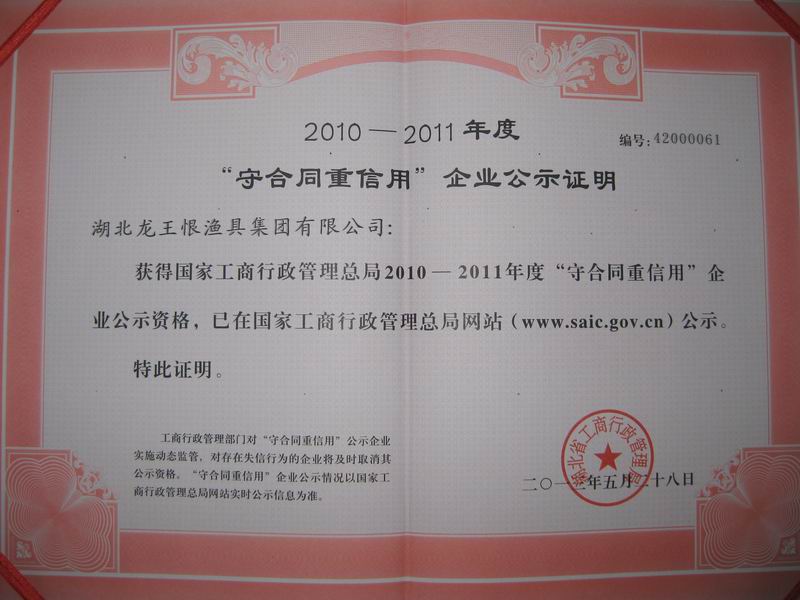 2010—2011年度
编号:42000061
“守合同重信用”企业公示证明
湖北龙王恨渔具集团有限公司:
获得国家工商行政管理总局2010—2011年度“守合同重信用”企
业公示资格，已在国家工商行政管理总局网站(www.saic.gov.cn)公示。
特此证明。
工商行政管理部门对“守合同重信用”公示企业
实施动态监管，对存在失信行为的企业将及时取消其
公示资格。“守合同重信用”企业公示情况以国家工
商行政管理总局网站实时公示信息为准。
湖北省工商行政管理局
二〇一 年五月二十八日